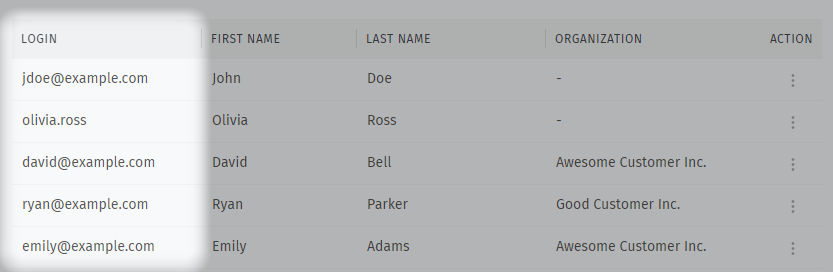 LOGIN FIRST NAME LAST NAME ORGANIZATION ACTION
jdoe@example.com John Doe -
olivia.ross Olivia Ross -
david@example.com David Bell Awesome Customer Inc.
ryan@example.com Ryan Parker Good Customer Inc.
emily@example.com Emily Adams Awesome Customer Inc.